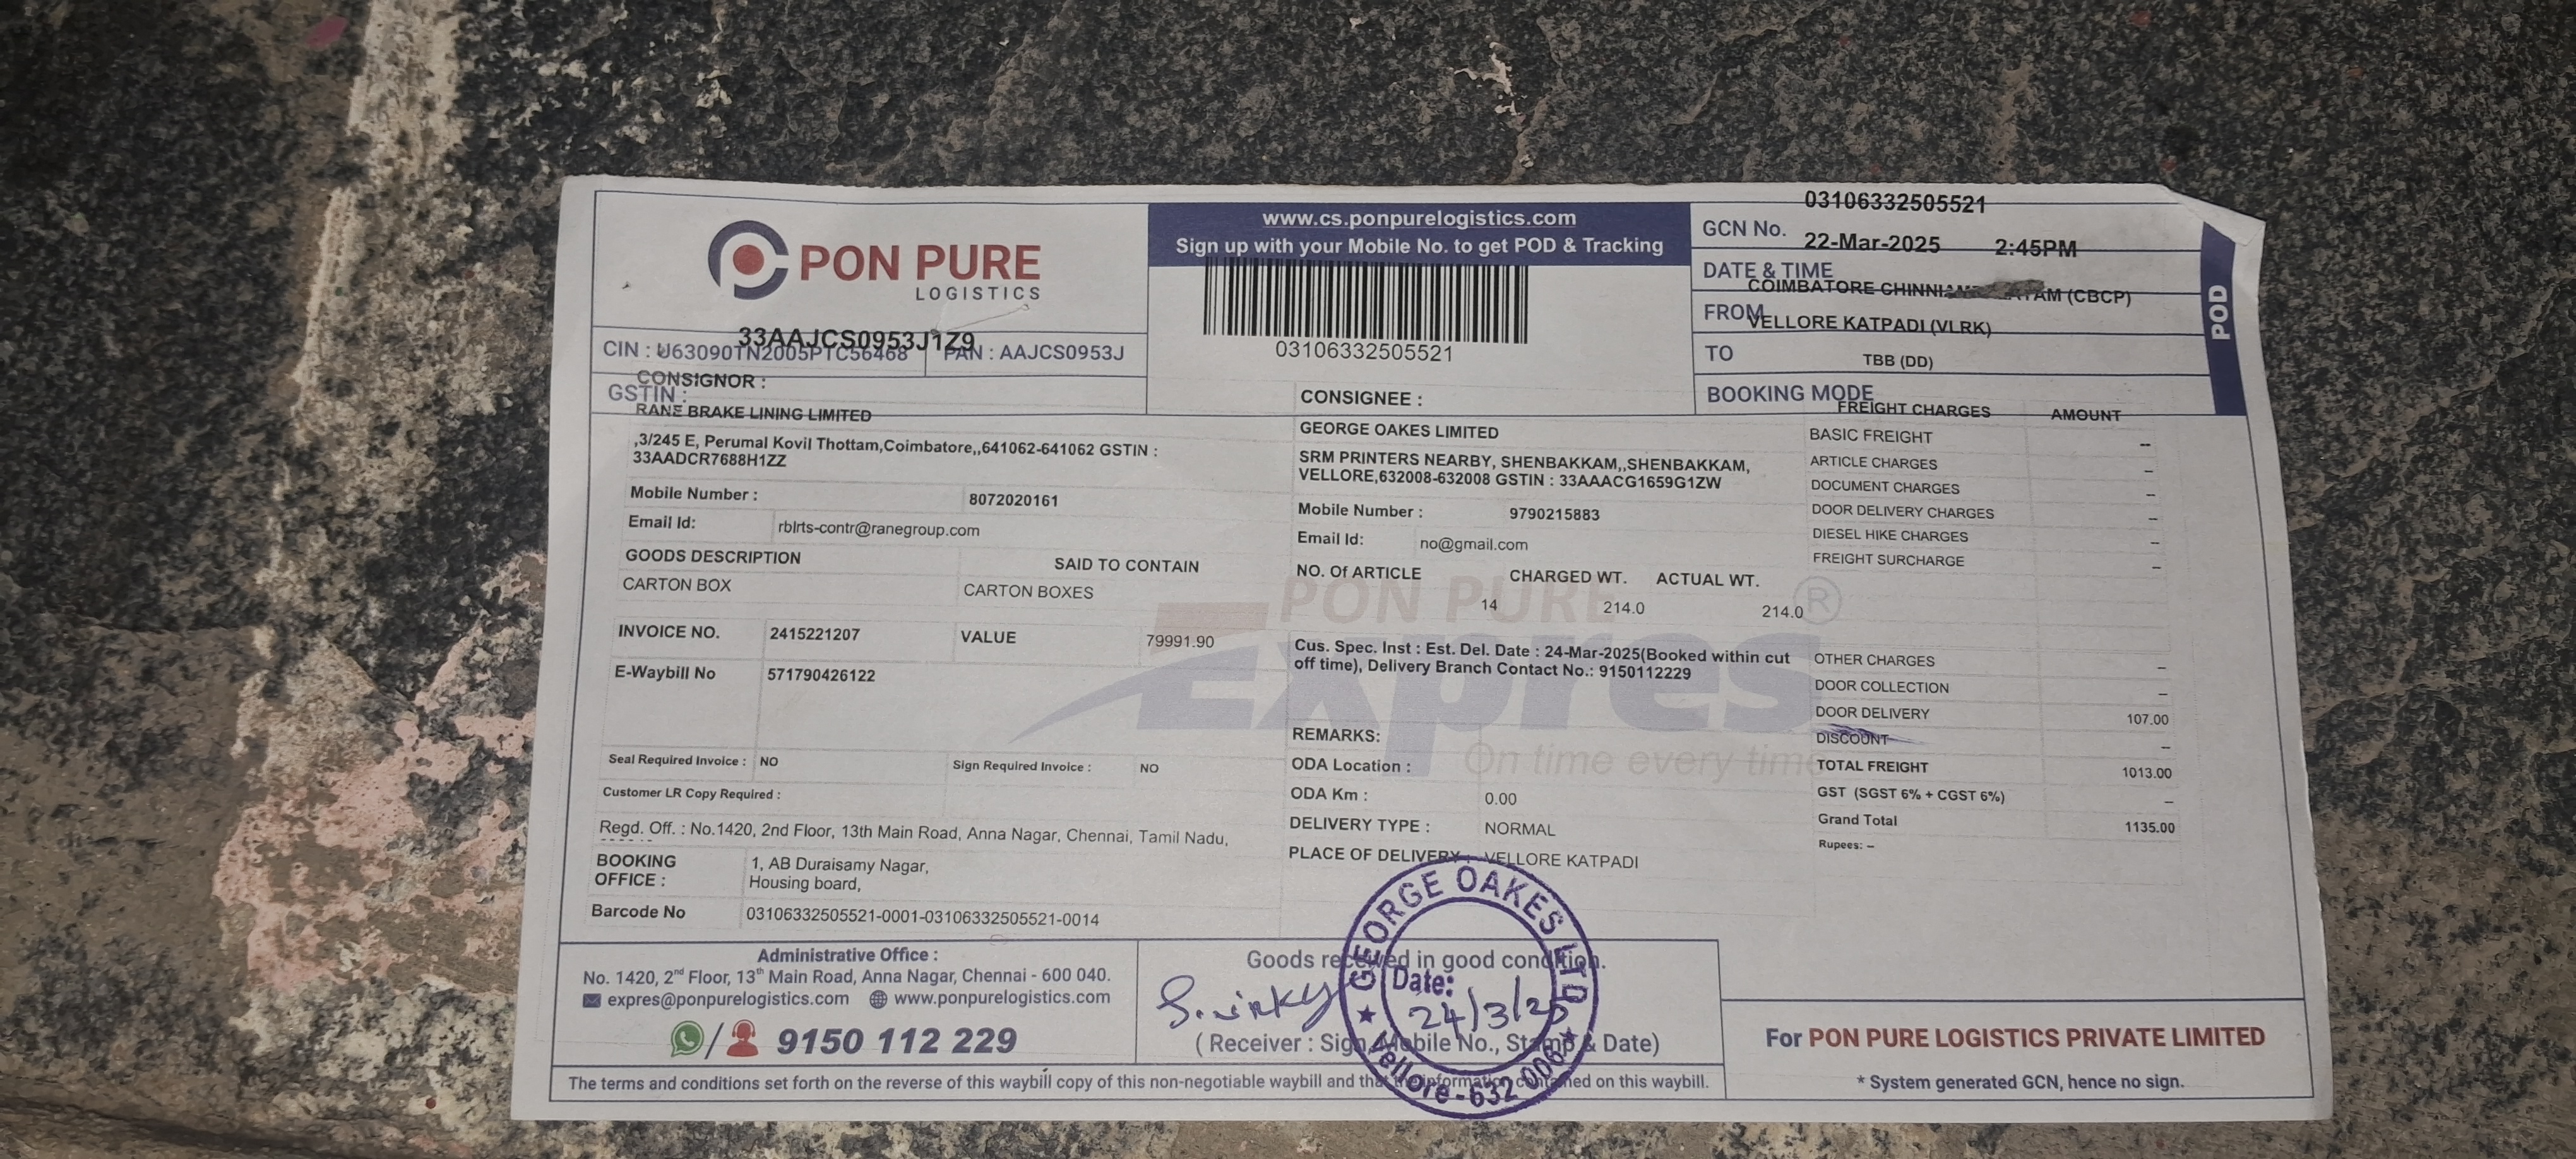 PON PURE
LOGISTICS
www.cs.ponpurelogistics.com
Sign up with your Mobile No. to get POD & Tracking
03106332505521
03106332505521
GCN No.
22-Mar-2025 2:45PM
DATE & TIME
COIMBATORE (CBCP)
FROM
VELLORE KATPADI (VLRK)
TO
TBB (DD)
BOOKING MODE
POD
33AAJCS0953J1Z9
CIN : U63090TN2005PTC56468 PAN : AAJCS0953J
CONSIGNOR :
GSTIN :
RANE BRAKE LINING LIMITED
,3/245 E, Perumal Kovil Thottam,Coimbatore,,641062-641062 GSTIN :
33AADCR7688H1ZZ
Mobile Number : 8072020161
Email Id: rblrts-contr@ranegroup.com
GOODS DESCRIPTION SAID TO CONTAIN
CARTON BOX CARTON BOXES
INVOICE NO. 2415221207 VALUE 79991.90
E-Waybill No 571790426122
Seal Required Invoice : NO Sign Required Invoice : NO
Customer LR Copy Required :
Regd. Off. : No.1420, 2nd Floor, 13th Main Road, Anna Nagar, Chennai, Tamil Nadu,
BOOKING OFFICE : 1, AB Duraisamy Nagar,
Housing board,
Barcode No 03106332505521-0001-03106332505521-0014
CONSIGNEE :
GEORGE OAKES LIMITED
SRM PRINTERS NEARBY, SHENBAKKAM,,SHENBAKKAM,
VELLORE,632008-632008 GSTIN : 33AAACG1659G1ZW
Mobile Number : 9790215883
Email Id: no@gmail.com
NO. Of ARTICLE CHARGED WT. ACTUAL WT.
14 214.0 214.0
PON PURE ®
Expres
On time every time
Cus. Spec. Inst : Est. Del. Date : 24-Mar-2025(Booked within cut
off time), Delivery Branch Contact No.: 9150112229
REMARKS:
ODA Location :
ODA Km : 0.00
DELIVERY TYPE : NORMAL
PLACE OF DELIVERY : VELLORE KATPADI
FREIGHT CHARGES AMOUNT
BASIC FREIGHT --
ARTICLE CHARGES --
DOCUMENT CHARGES --
DOOR DELIVERY CHARGES --
DIESEL HIKE CHARGES --
FREIGHT SURCHARGE --
OTHER CHARGES --
DOOR COLLECTION --
DOOR DELIVERY 107.00
DISCOUNT --
TOTAL FREIGHT 1013.00
GST (SGST 6% + CGST 6%) --
Grand Total 1135.00
Rupees: --
Administrative Office :
No. 1420, 2nd Floor, 13th Main Road, Anna Nagar, Chennai - 600 040.
expres@ponpurelogistics.com www.ponpurelogistics.com
/ 9150 112 229
Goods received in good condition.
( Receiver : Sign, Mobile No., Stamp & Date)
GEORGE OAKES LTD
Date:
24/3/25
★ Vellore-632 006 ★
For PON PURE LOGISTICS PRIVATE LIMITED
* System generated GCN, hence no sign.
The terms and conditions set forth on the reverse of this waybill copy of this non-negotiable waybill and that the information contained on this waybill.